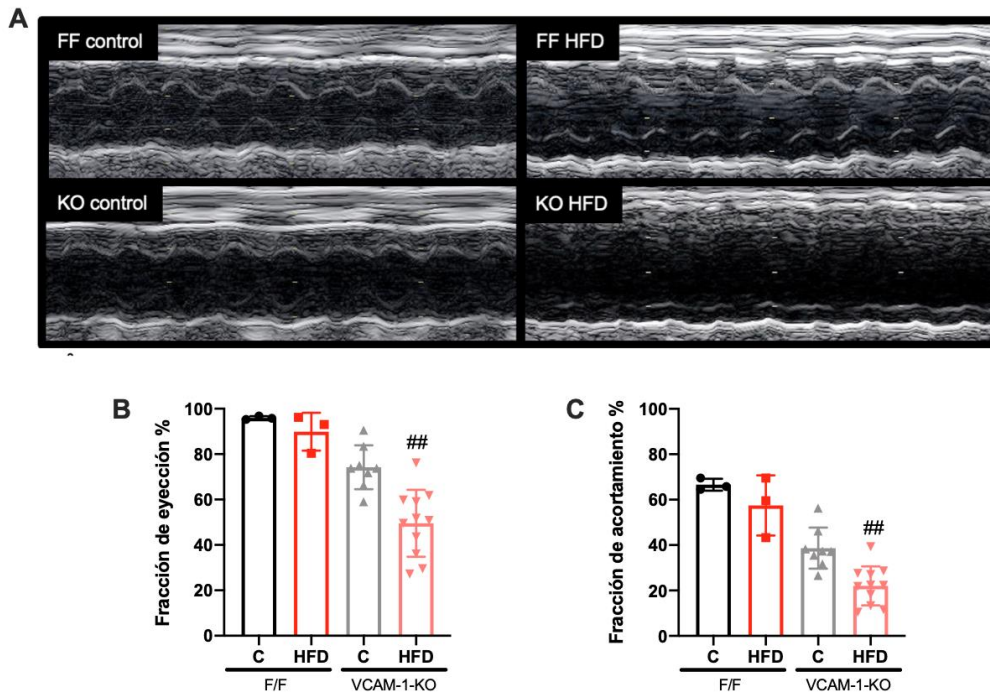 A
FF control
FF HFD
KO control
KO HFD
B
Fracción de eyección %
100
80
60
40
20
0
##
C
HFD
C
HFD
F/F
VCAM-1-KO
C
Fracción de acortamiento %
100
80
60
40
20
0
##
C
HFD
C
HFD
F/F
VCAM-1-KO